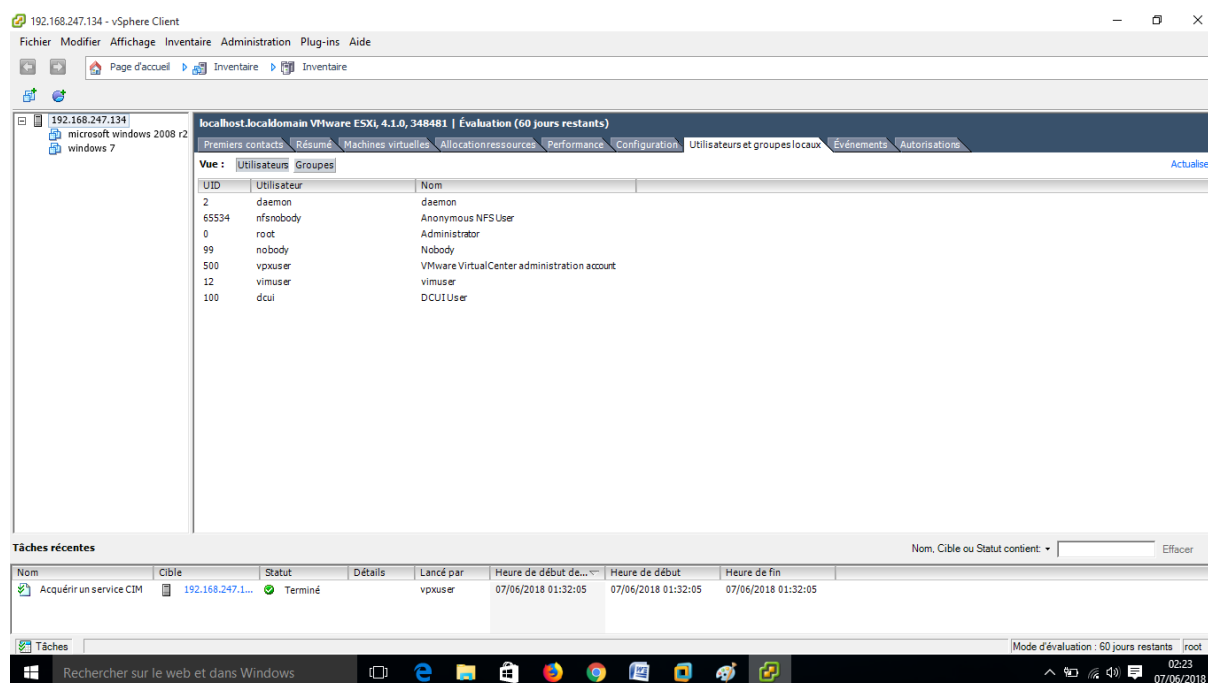 192.168.247.134 - vSphere Client
Fichier Modifier Affichage Inventaire Administration Plug-ins Aide
Page d'accueil Inventaire Inventaire
192.168.247.134
microsoft windows 2008 r2
windows 7
localhost.localdomain VMware ESXi, 4.1.0, 348481 | Évaluation (60 jours restants)
Premiers contacts Résumé Machines virtuelles Allocation ressources Performance Configuration Utilisateurs et groupes locaux Événements Autorisations
Vue : Utilisateurs Groupes Actualise
UID Utilisateur Nom
2 daemon daemon
65534 nfsnobody Anonymous NFS User
0 root Administrator
99 nobody Nobody
500 vpxuser VMware VirtualCenter administration account
12 vimuser vimuser
100 dcui DCUI User
Tâches récentes Nom, Cible ou Statut contient: Effacer
Nom Cible Statut Détails Lancé par Heure de début de... Heure de début Heure de fin
Acquérir un service CIM 192.168.247.1... Terminé vpxuser 07/06/2018 01:32:05 07/06/2018 01:32:05 07/06/2018 01:32:05
Tâches Mode d'évaluation : 60 jours restants root
Rechercher sur le web et dans Windows 02:23
07/06/2018